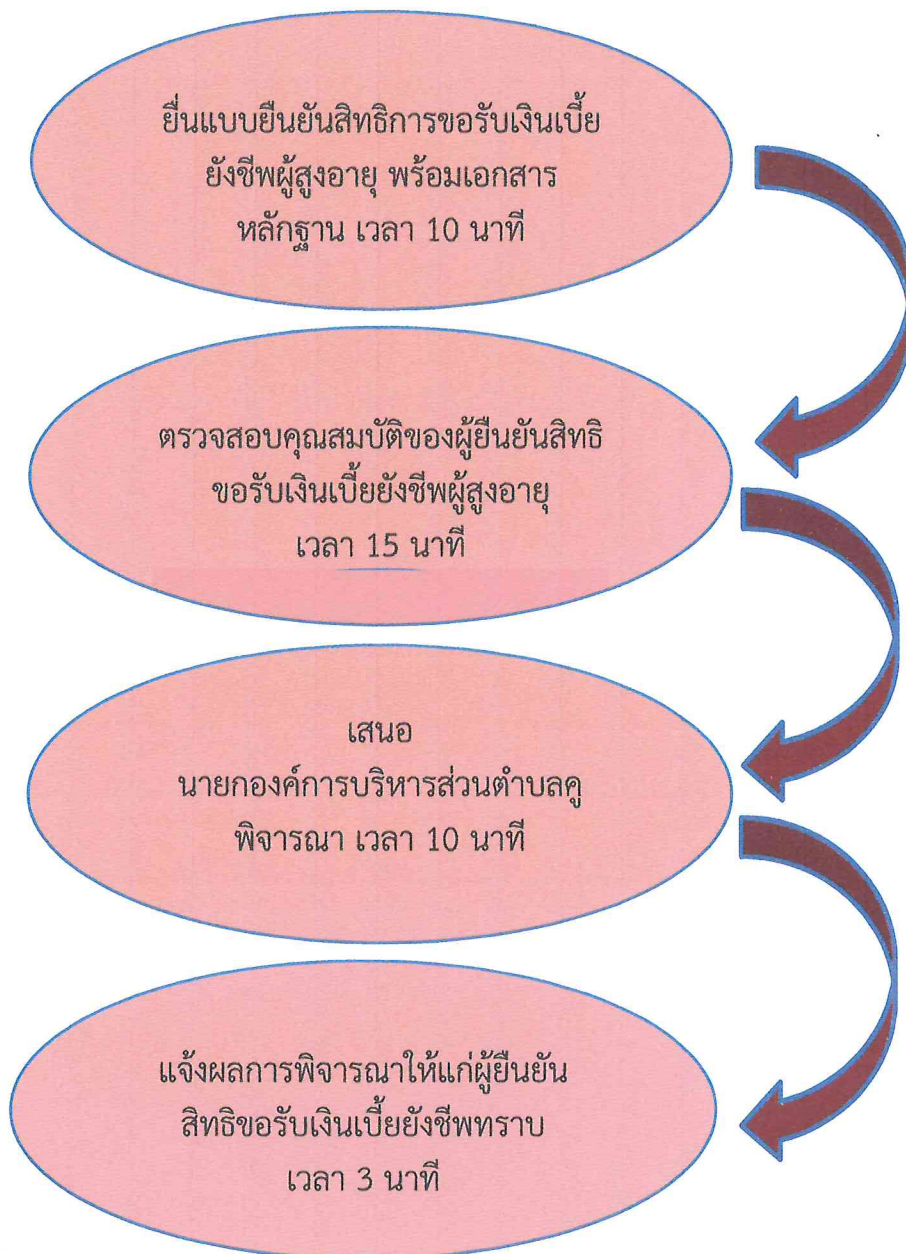 ยื่นแบบยืนยันสิทธิการขอรับเงินเบี้ย
ยังชีพผู้สูงอายุ พร้อมเอกสาร
หลักฐาน เวลา 10 นาที
ตรวจสอบคุณสมบัติของผู้ยืนยันสิทธิ
ขอรับเงินเบี้ยยังชีพผู้สูงอายุ
เวลา 15 นาที
เสนอ
นายกองค์การบริหารส่วนตำบลคู
พิจารณา เวลา 10 นาที
แจ้งผลการพิจารณาให้แก่ผู้ยืนยัน
สิทธิขอรับเงินเบี้ยยังชีพทราบ
เวลา 3 นาที